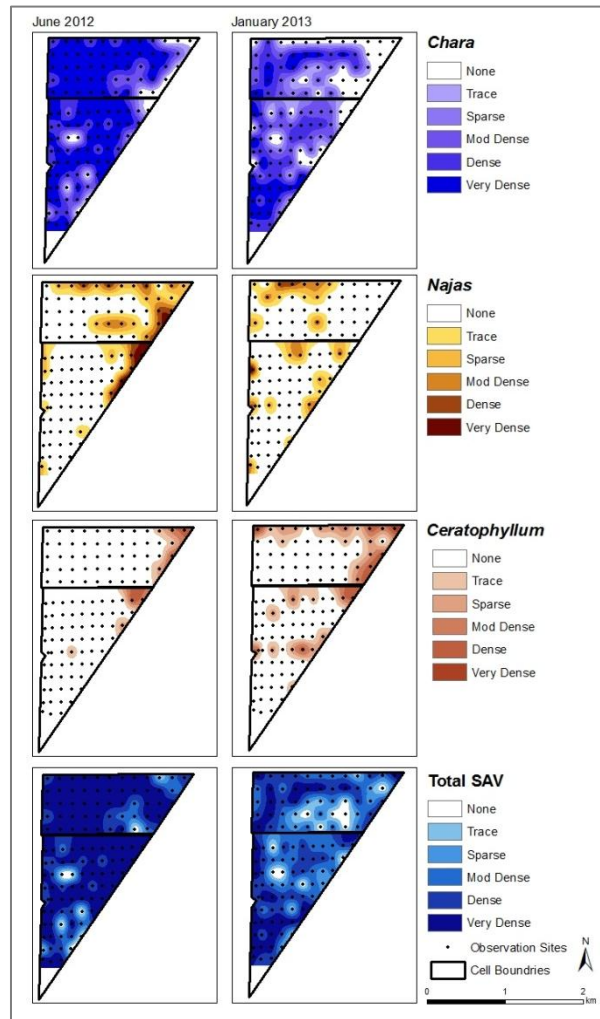 June 2012
January 2013
Chara
None
Trace
Sparse
Mod Dense
Dense
Very Dense
Najas
None
Trace
Sparse
Mod Dense
Dense
Very Dense
Ceratophyllum
None
Trace
Sparse
Mod Dense
Dense
Very Dense
Total SAV
None
Trace
Sparse
Mod Dense
Dense
Very Dense
Observation Sites
N
Cell Boundries
0 1 2
km